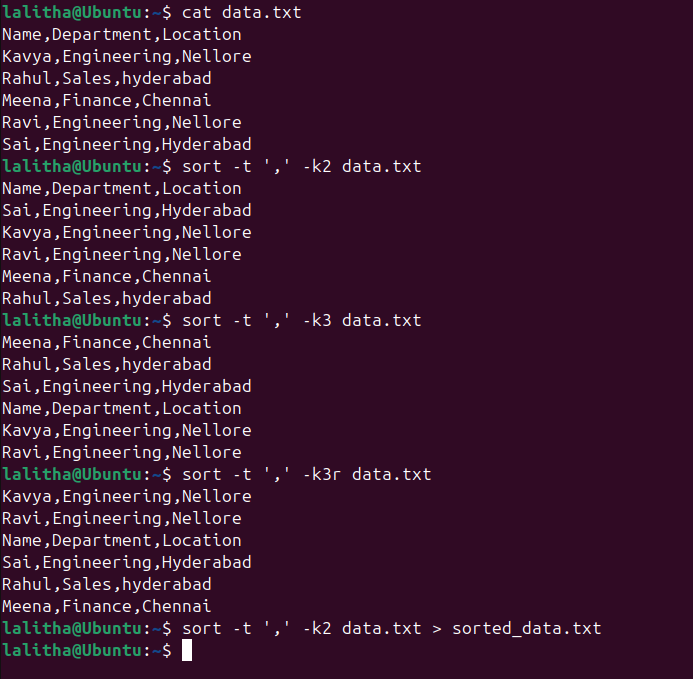 lalitha@Ubuntu:~$ cat data.txt
Name,Department,Location
Kavya,Engineering,Nellore
Rahul,Sales,hyderabad
Meena,Finance,Chennai
Ravi,Engineering,Nellore
Sai,Engineering,Hyderabad
lalitha@Ubuntu:~$ sort -t ',' -k2 data.txt
Name,Department,Location
Sai,Engineering,Hyderabad
Kavya,Engineering,Nellore
Ravi,Engineering,Nellore
Meena,Finance,Chennai
Rahul,Sales,hyderabad
lalitha@Ubuntu:~$ sort -t ',' -k3 data.txt
Meena,Finance,Chennai
Rahul,Sales,hyderabad
Sai,Engineering,Hyderabad
Name,Department,Location
Kavya,Engineering,Nellore
Ravi,Engineering,Nellore
lalitha@Ubuntu:~$ sort -t ',' -k3r data.txt
Kavya,Engineering,Nellore
Ravi,Engineering,Nellore
Name,Department,Location
Sai,Engineering,Hyderabad
Rahul,Sales,hyderabad
Meena,Finance,Chennai
lalitha@Ubuntu:~$ sort -t ',' -k2 data.txt > sorted_data.txt
lalitha@Ubuntu:~$